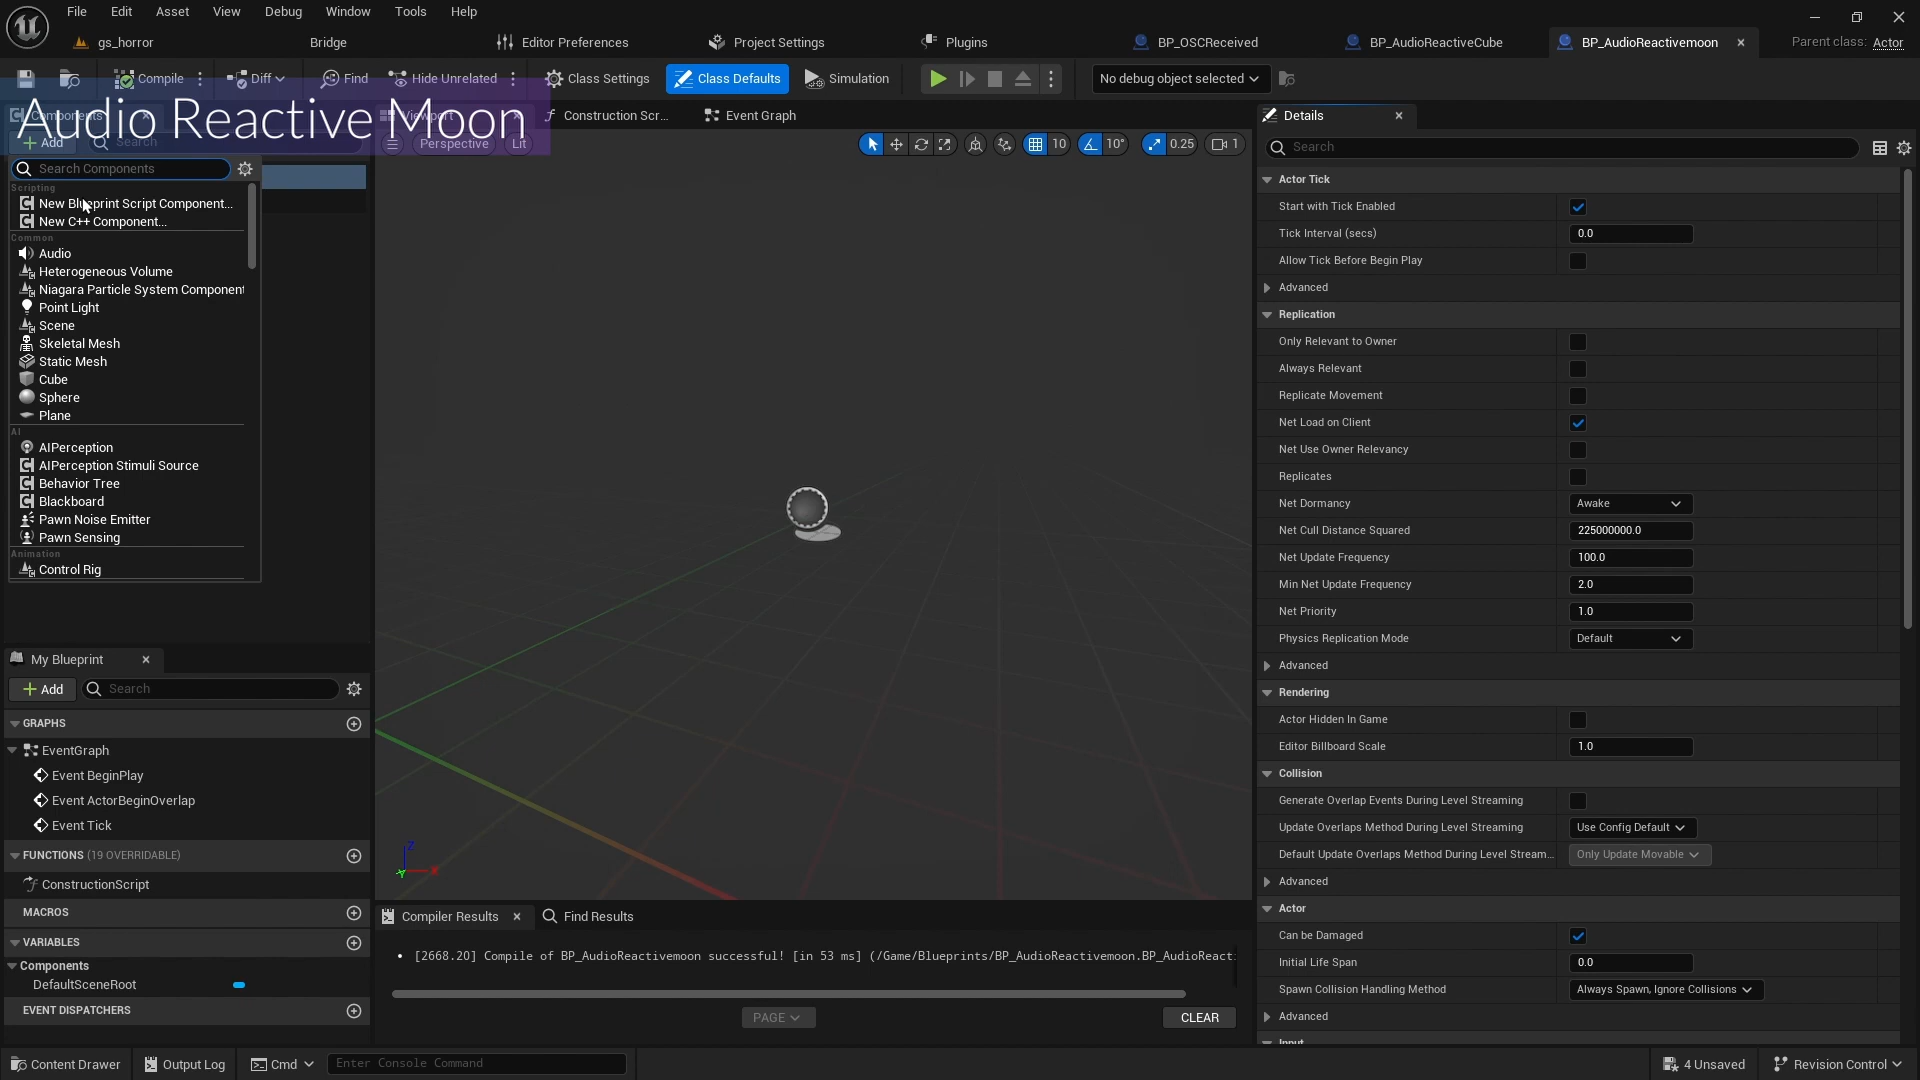 File Edit View Asset Debug Window Tools Help
gs_horror Bridge Editor Preferences Project Settings Plugins BP_OSCReceived BP_AudioReactiveCube BP_AudioReactivemoon Parent class: Actor
Compile Diff Find Hide Unrelated Class Settings Class Defaults Simulation No debug object selected
Audio Reactive Moon
Components Viewport Construction Scr... Event Graph Details
Add Search Perspective Lit 10 10° 0.25 1 Search
Search Components
Scripting
New Blueprint Script Component...
New C++ Component...
Common
Audio
Heterogeneous Volume
Niagara Particle System Component
Point Light
Scene
Skeletal Mesh
Static Mesh
Cube
Sphere
Plane
AI
AIPerception
AIPerception Stimuli Source
Behavior Tree
Blackboard
Pawn Noise Emitter
Pawn Sensing
Animation
Control Rig
My Blueprint
Add Search
GRAPHS
EventGraph
Event BeginPlay
Event ActorBeginOverlap
Event Tick
FUNCTIONS (19 OVERRIDABLE)
ConstructionScript
MACROS
VARIABLES
Components
DefaultSceneRoot
EVENT DISPATCHERS
Z
Compiler Results Find Results
[2668.20] Compile of BP_AudioReactivemoon successful! [in 53 ms] (/Game/Blueprints/BP_AudioReactivemoon.BP_AudioReacti
PAGE CLEAR
Actor Tick
Start with Tick Enabled
Tick Interval (secs) 0.0
Allow Tick Before Begin Play
Advanced
Replication
Only Relevant to Owner
Always Relevant
Replicate Movement
Net Load on Client
Net Use Owner Relevancy
Replicates
Net Dormancy Awake
Net Cull Distance Squared 225000000.0
Net Update Frequency 100.0
Min Net Update Frequency 2.0
Net Priority 1.0
Physics Replication Mode Default
Advanced
Rendering
Actor Hidden In Game
Editor Billboard Scale 1.0
Collision
Generate Overlap Events During Level Streaming
Update Overlaps Method During Level Streaming Use Config Default
Default Update Overlaps Method During Level Stream... Only Update Movable
Advanced
Actor
Can be Damaged
Initial Life Span 0.0
Spawn Collision Handling Method Always Spawn, Ignore Collisions
Advanced
Input
Content Drawer Output Log Cmd Enter Console Command 4 Unsaved Revision Control